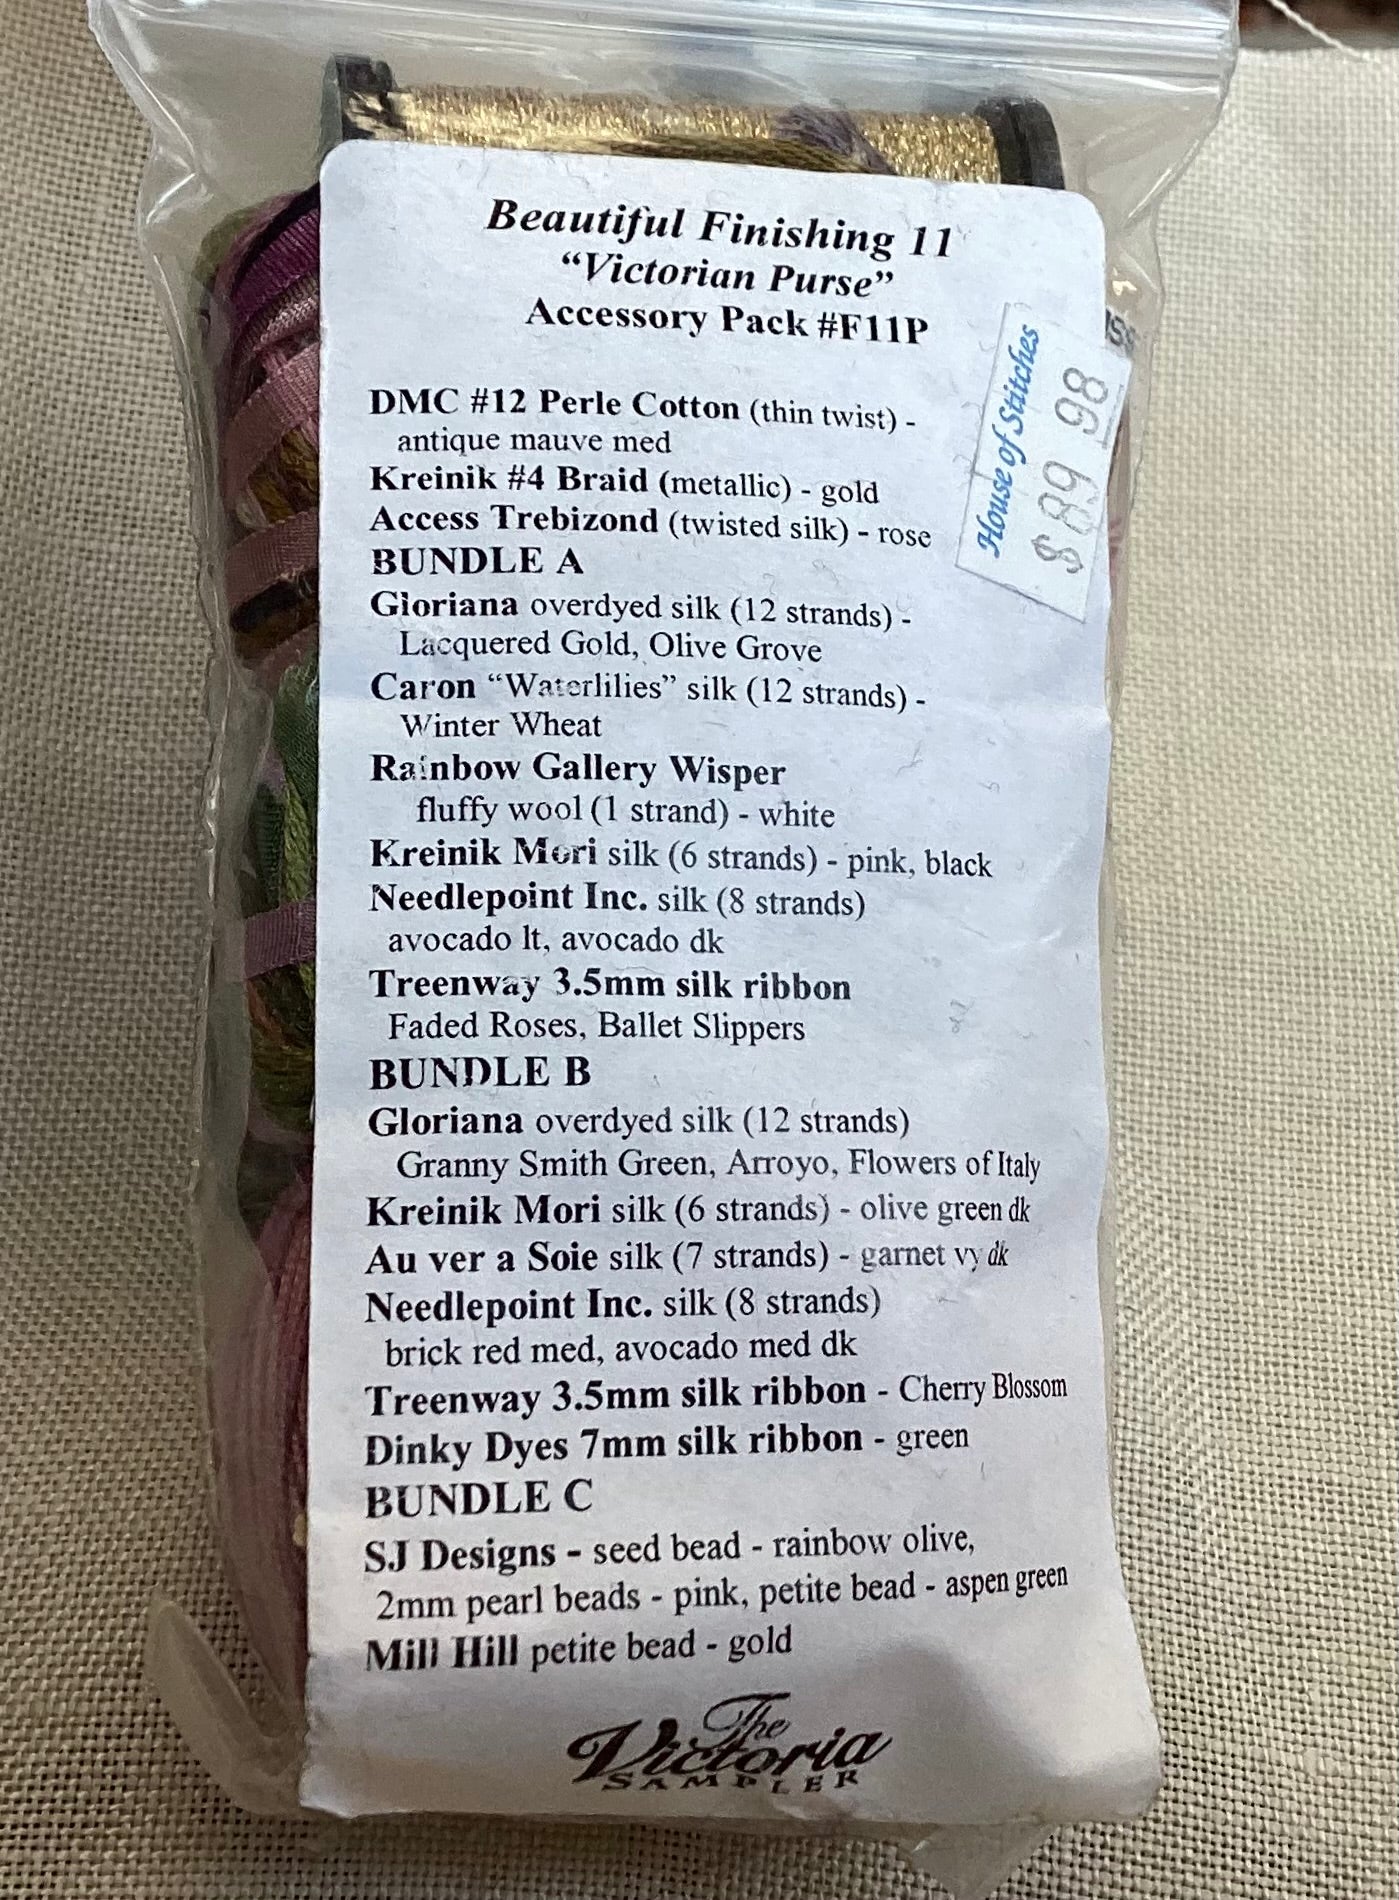 Beautiful Finishing 11
“Victorian Purse”
Accessory Pack #F11P
House of Stitches
$89.98
DMC #12 Perle Cotton (thin twist) -
antique mauve med
Kreinik #4 Braid (metallic) - gold
Access Trebizond (twisted silk) - rose
BUNDLE A
Gloriana overdyed silk (12 strands) -
Lacquered Gold, Olive Grove
Caron “Waterlilies” silk (12 strands) -
Winter Wheat
Rainbow Gallery Wisper
fluffy wool (1 strand) - white
Kreinik Mori silk (6 strands) - pink, black
Needlepoint Inc. silk (8 strands)
avocado lt, avocado dk
Treenway 3.5mm silk ribbon
Faded Roses, Ballet Slippers
BUNDLE B
Gloriana overdyed silk (12 strands)
Granny Smith Green, Arroyo, Flowers of Italy
Kreinik Mori silk (6 strands) - olive green dk
Au ver a Soie silk (7 strands) - garnet vy dk
Needlepoint Inc. silk (8 strands)
brick red med, avocado med dk
Treenway 3.5mm silk ribbon - Cherry Blossom
Dinky Dyes 7mm silk ribbon - green
BUNDLE C
SJ Designs - seed bead - rainbow olive,
2mm pearl beads - pink, petite bead - aspen green
Mill Hill petite bead - gold
The
Victoria
SAMPLER